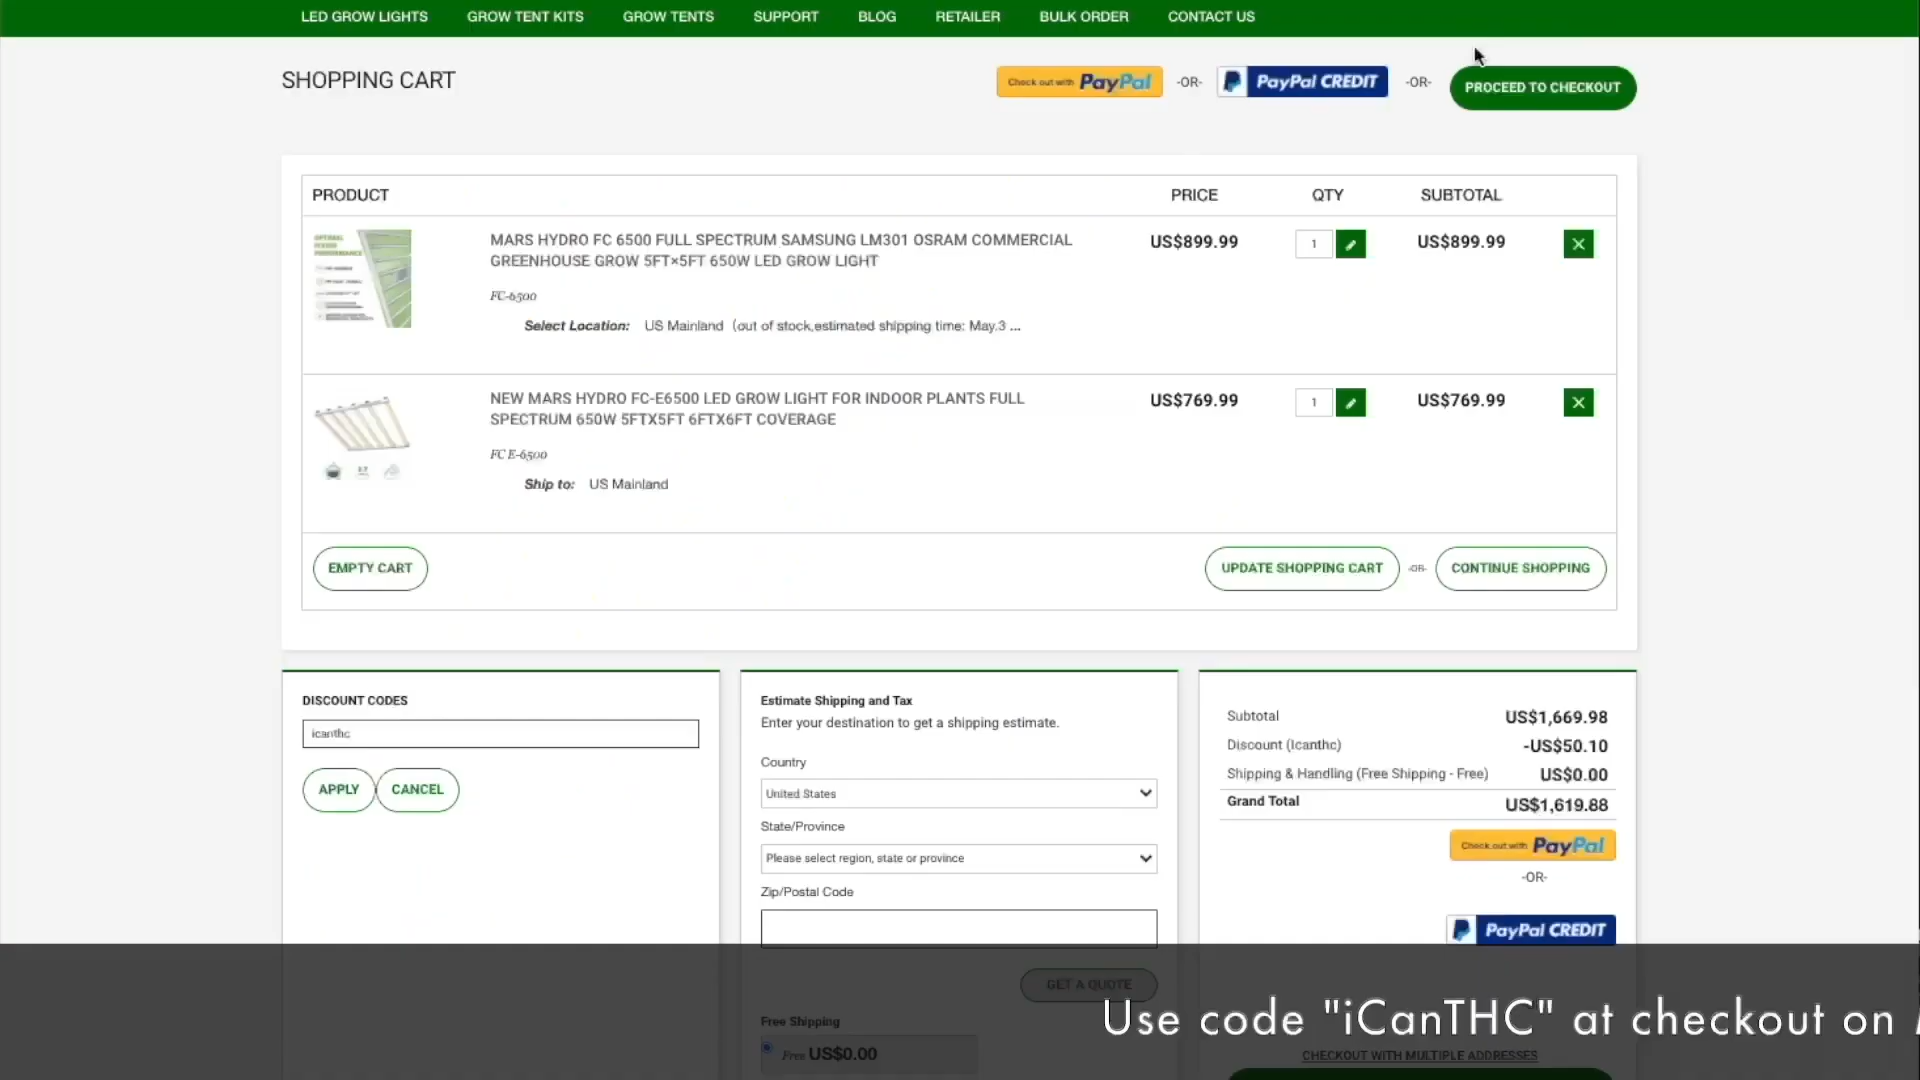 LED GROW LIGHTS GROW TENT KITS GROW TENTS SUPPORT BLOG RETAILER BULK ORDER CONTACT US
SHOPPING CART
Check out with PayPal -OR- PayPal CREDIT -OR- PROCEED TO CHECKOUT
PRODUCT PRICE QTY SUBTOTAL
MARS HYDRO FC 6500 FULL SPECTRUM SAMSUNG LM301 OSRAM COMMERCIAL
GREENHOUSE GROW 5FT×5FT 650W LED GROW LIGHT
US$899.99 1 US$899.99
FC-6500
Select Location: US Mainland (out of stock,estimated shipping time: May.3 ...
NEW MARS HYDRO FC-E6500 LED GROW LIGHT FOR INDOOR PLANTS FULL
SPECTRUM 650W 5FTX5FT 6FTX6FT COVERAGE
US$769.99 1 US$769.99
FC E-6500
Ship to: US Mainland
EMPTY CART UPDATE SHOPPING CART -OR- CONTINUE SHOPPING
DISCOUNT CODES
icanthc
APPLY CANCEL
Estimate Shipping and Tax
Enter your destination to get a shipping estimate.
Country
United States
State/Province
Please select region, state or province
Zip/Postal Code
GET A QUOTE
Free Shipping
Free US$0.00
Subtotal US$1,669.98
Discount (Icanthc) -US$50.10
Shipping & Handling (Free Shipping - Free) US$0.00
Grand Total US$1,619.88
Check out with PayPal
-OR-
PayPal CREDIT
Use code "iCanTHC" at checkout on
CHECKOUT WITH MULTIPLE ADDRESSES